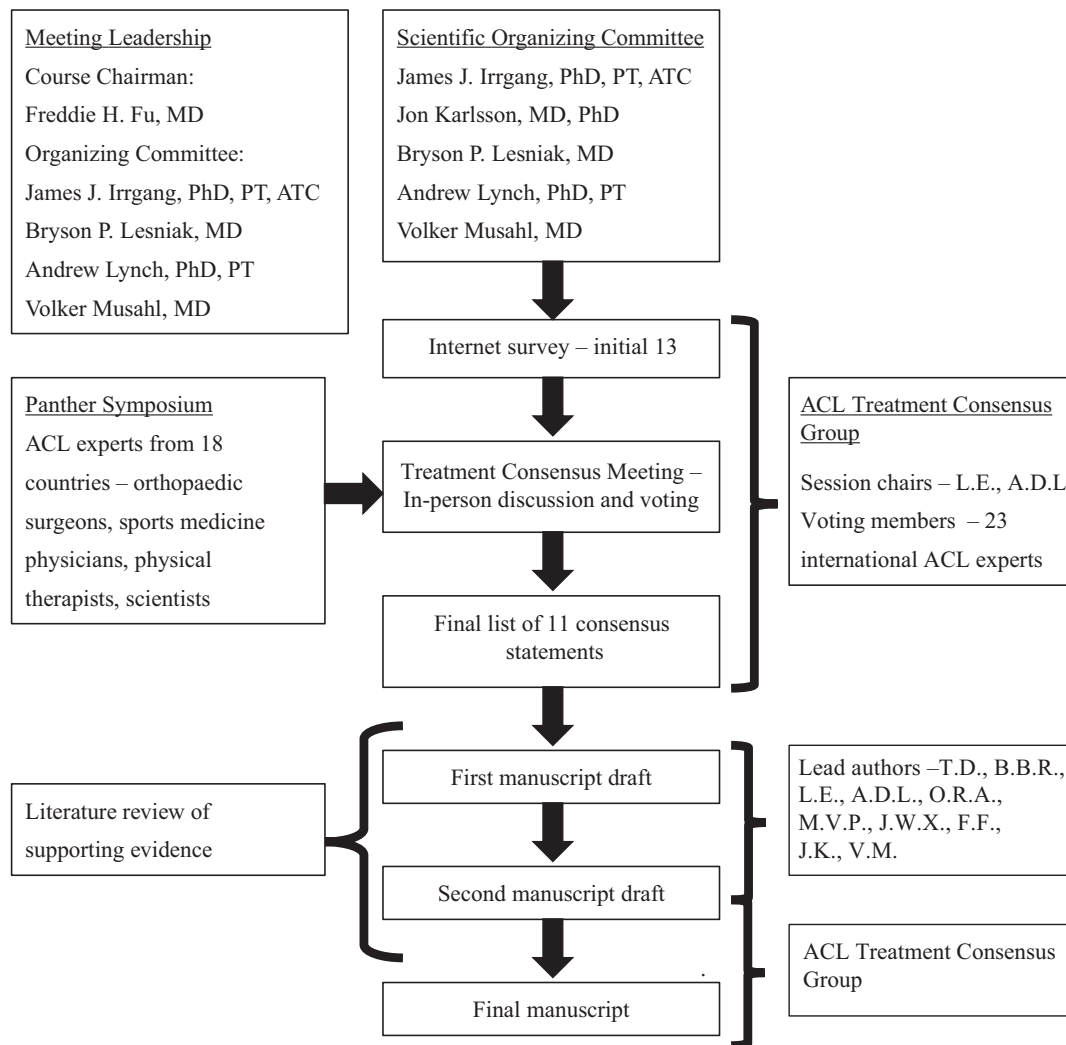 Meeting Leadership
Course Chairman:
Freddie H. Fu, MD
Organizing Committee:
James J. Irrgang, PhD, PT, ATC
Bryson P. Lesniak, MD
Andrew Lynch, PhD, PT
Volker Musahl, MD
Scientific Organizing Committee
James J. Irrgang, PhD, PT, ATC
Jon Karlsson, MD, PhD
Bryson P. Lesniak, MD
Andrew Lynch, PhD, PT
Volker Musahl, MD
Internet survey – initial 13
Panther Symposium
ACL experts from 18
countries – orthopaedic
surgeons, sports medicine
physicians, physical
therapists, scientists
Treatment Consensus Meeting –
In-person discussion and voting
ACL Treatment Consensus
Group
Session chairs – L.E., A.D.L
Voting members – 23
international ACL experts
Final list of 11 consensus
statements
Literature review of
supporting evidence
First manuscript draft
Second manuscript draft
Lead authors –T.D., B.B.R.,
L.E., A.D.L., O.R.A.,
M.V.P., J.W.X., F.F.,
J.K., V.M.
ACL Treatment Consensus
Group
.
Final manuscript